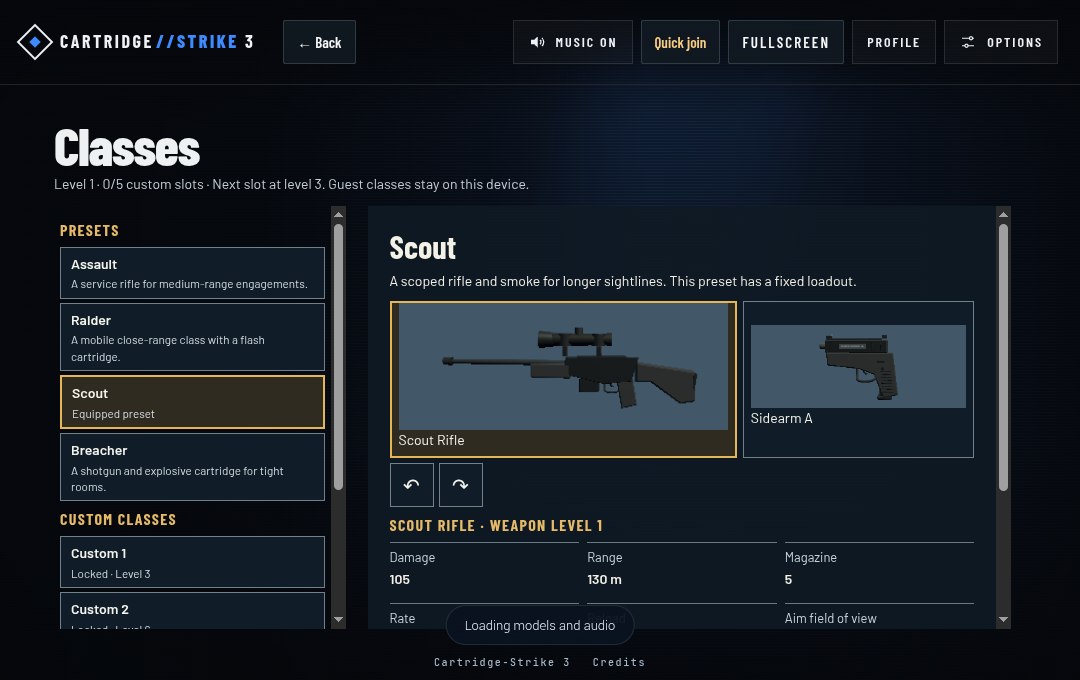 CARTRIDGE//STRIKE 3
← Back
MUSIC ON
Quick join
FULLSCREEN
PROFILE
OPTIONS
Classes
Level 1 · 0/5 custom slots · Next slot at level 3. Guest classes stay on this device.
PRESETS
Assault
A service rifle for medium-range engagements.
Raider
A mobile close-range class with a flash
cartridge.
Scout
Equipped preset
Breacher
A shotgun and explosive cartridge for tight
rooms.
CUSTOM CLASSES
Custom 1
Locked · Level 3
Custom 2
Scout
A scoped rifle and smoke for longer sightlines. This preset has a fixed loadout.
Scout Rifle
Sidearm A
↶ ↷
SCOUT RIFLE · WEAPON LEVEL 1
Damage
105
Range
130 m
Magazine
5
Rate
Aim field of view
Loading models and audio
Cartridge-Strike 3 Credits